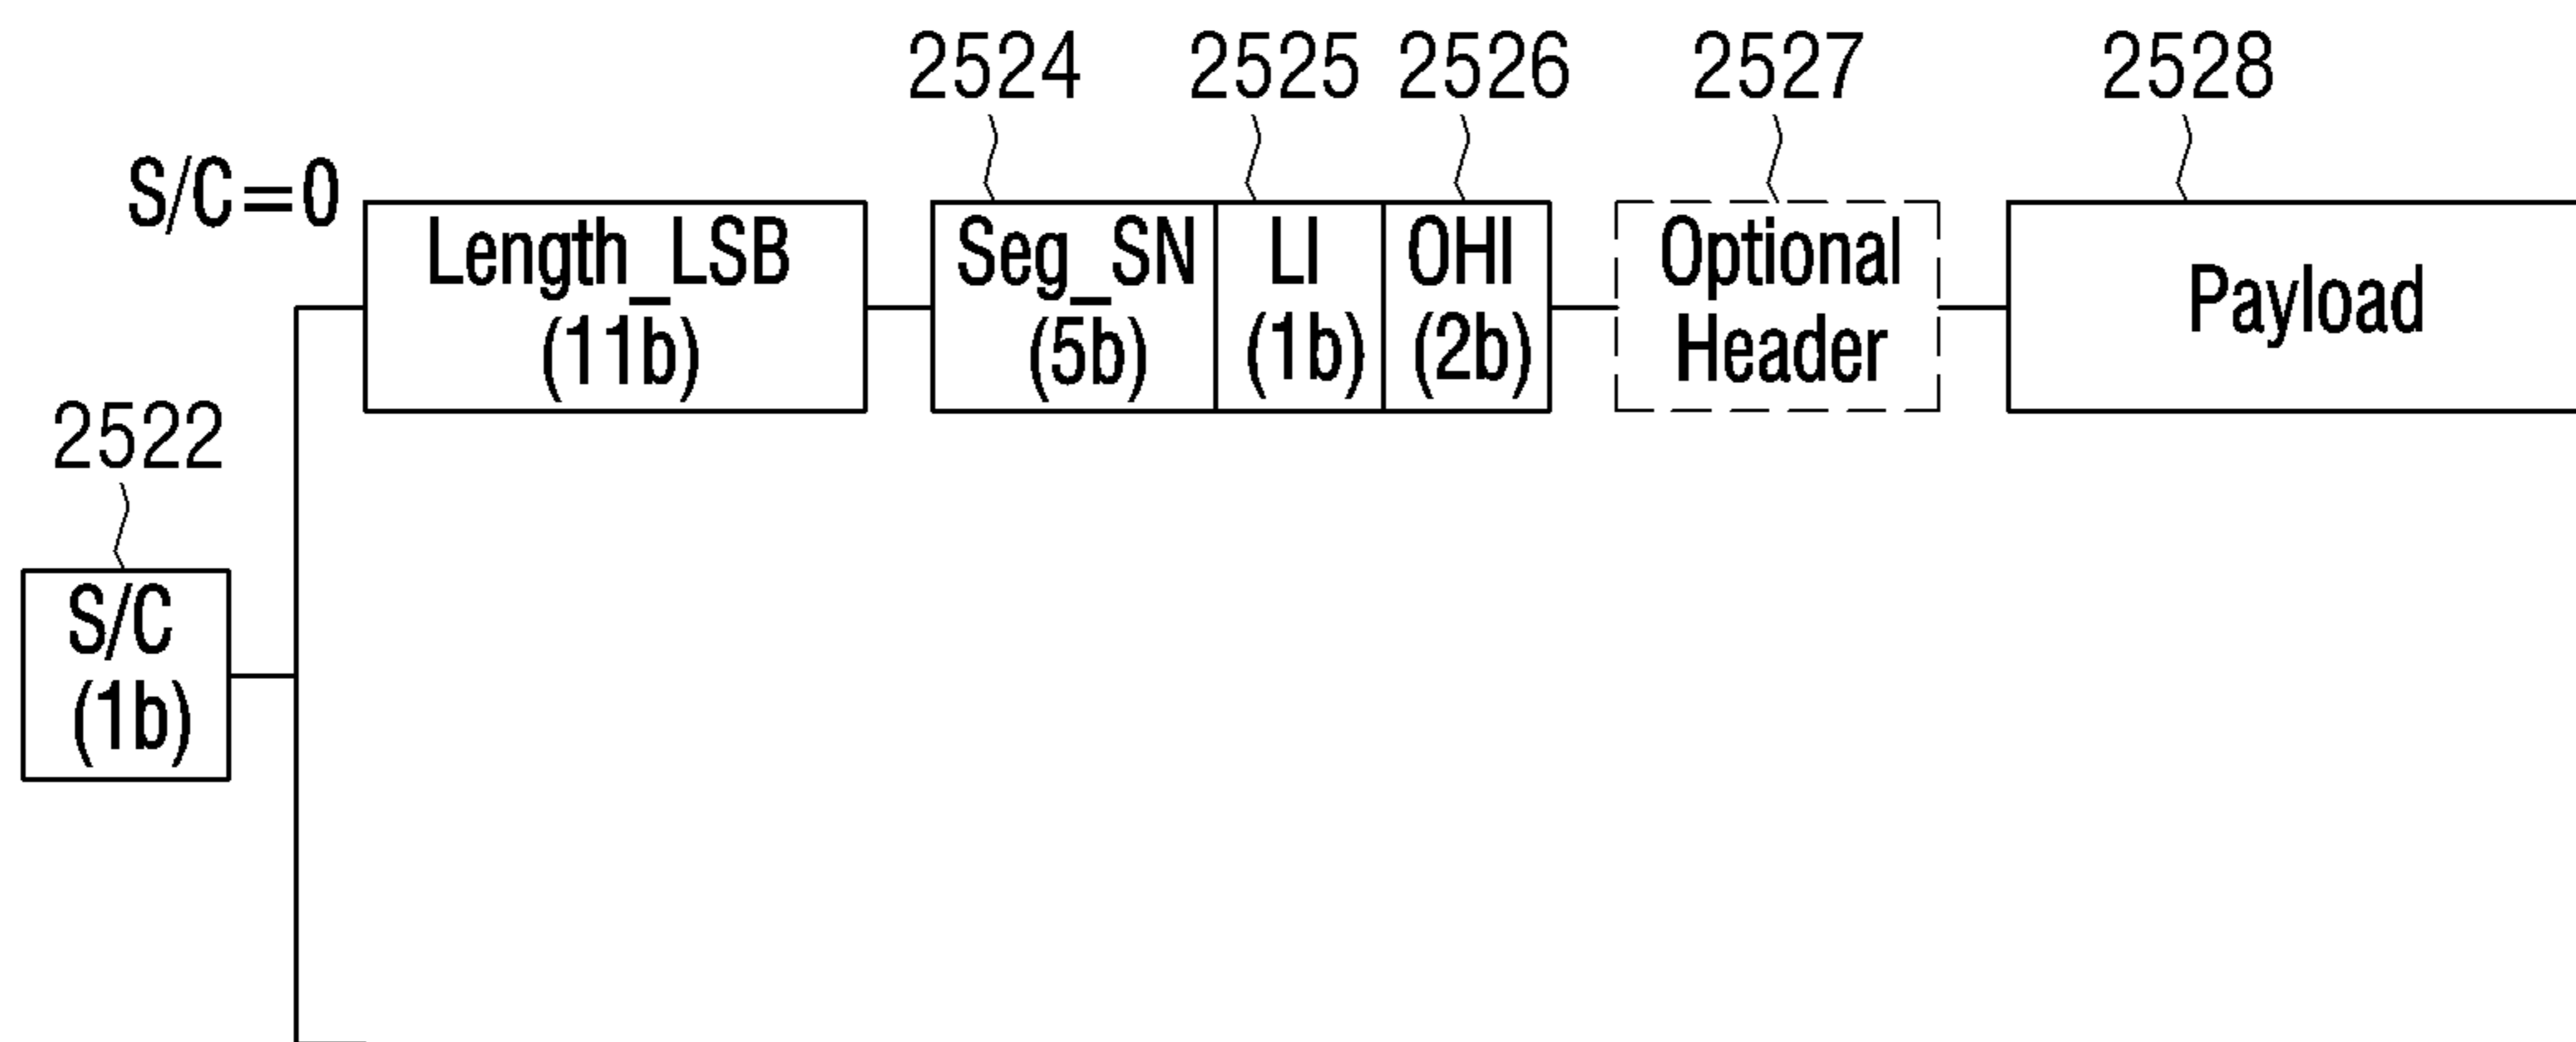 2524 2525 2526 2527 2528
S/C=0
Length_LSB
(11b)
Seg_SN
(5b)
LI
(1b)
OHI
(2b)
Optional
Header
Payload
2522
S/C
(1b)